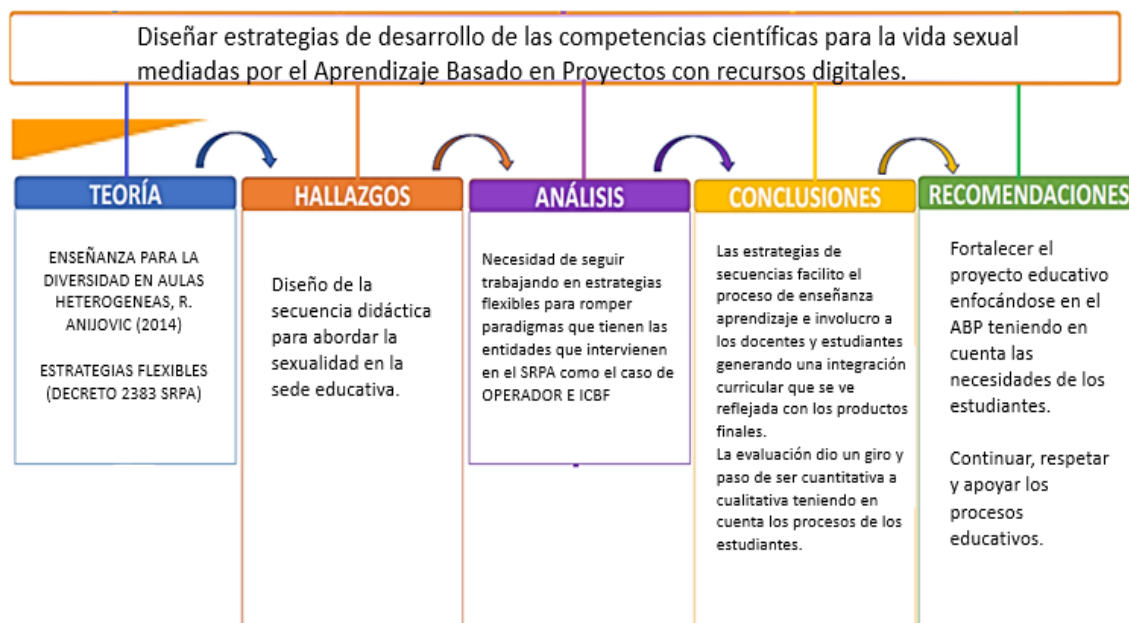 Diseñar estrategias de desarrollo de las competencias científicas para la vida sexual
mediadas por el Aprendizaje Basado en Proyectos con recursos digitales.
TEORÍA
ENSEÑANZA PARA LA
DIVERSIDAD EN AULAS
HETEROGENEAS, R.
ANIJOVIC (2014)
ESTRATEGIAS FLEXIBLES
(DECRETO 2383 SRPA)
HALLAZGOS
Diseño de la
secuencia didáctica
para abordar la
sexualidad en la
sede educativa.
ANÁLISIS
Necesidad de seguir
trabajando en estrategias
flexibles para romper
paradigmas que tienen las
entidades que intervienen
en el SRPA como el caso de
OPERADOR E ICBF
CONCLUSIONES
Las estrategias de
secuencias facilito el
proceso de enseñanza
aprendizaje e involucro a
los docentes y estudiantes
generando una integración
curricular que se ve
reflejada con los productos
finales.
La evaluación dio un giro y
paso de ser cuantitativa a
cualitativa teniendo en
cuenta los procesos de los
estudiantes.
RECOMENDACIONES
Fortalecer el
proyecto educativo
enfocándose en el
ABP teniendo en
cuenta las
necesidades de los
estudiantes.
Continuar, respetar
y apoyar los
procesos
educativos.